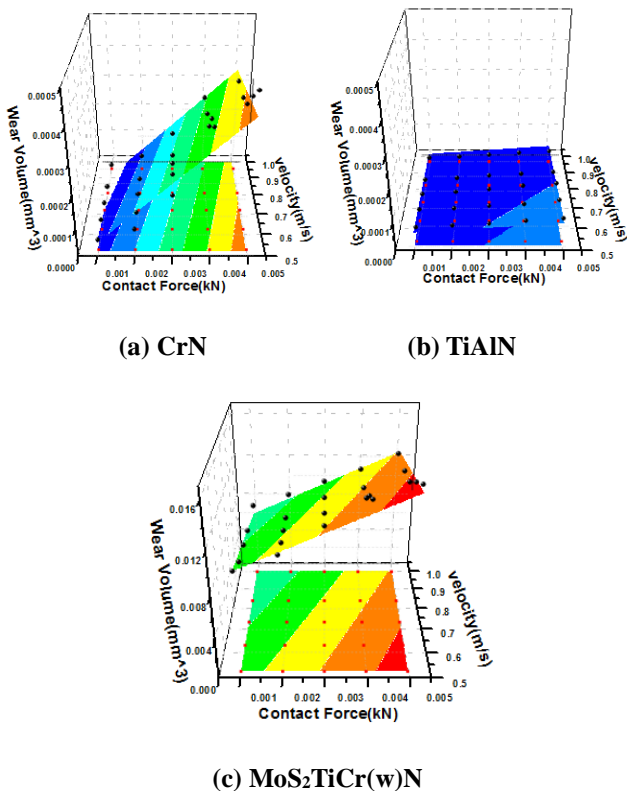 0.0005
0.0004
0.0003
0.0002
0.0001
0.0000
Wear Volume(mm^3)
0.001 0.002 0.003 0.004 0.005
Contact Force(kN)
1.0
0.9
0.8
0.7
0.6
0.5
velocity(m/s)
(a) CrN
0.0005
0.0004
0.0003
0.0002
0.0001
0.0000
Wear Volume(mm^3)
0.001 0.002 0.003 0.004 0.005
Contact Force(kN)
1.0
0.9
0.8
0.7
0.6
0.5
velocity(m/s)
(b) TiAlN
0.016
0.012
0.008
0.004
0.000
Wear Volume(mm^3)
0.001 0.002 0.003 0.004 0.005
Contact Force(kN)
1.0
0.9
0.8
0.7
0.6
0.5
velocity(m/s)
(c) MoS₂TiCr(w)N